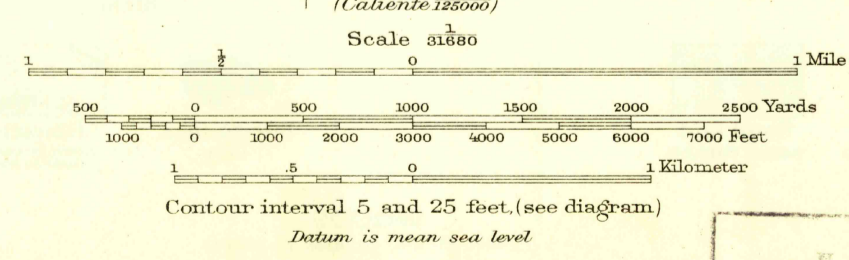 (Caliente 125000)
Scale 1/31680
1 1/2 0 1 Mile
500 0 500 1000 1500 2000 2500 Yards
1000 0 1000 2000 3000 4000 5000 6000 7000 Feet
1 .5 0 1 Kilometer
Contour interval 5 and 25 feet, (see diagram)
Datum is mean sea level